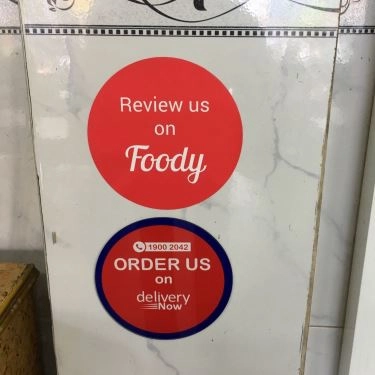 Review us
on
Foody
1900 2042
ORDER US
on
delivery
Now